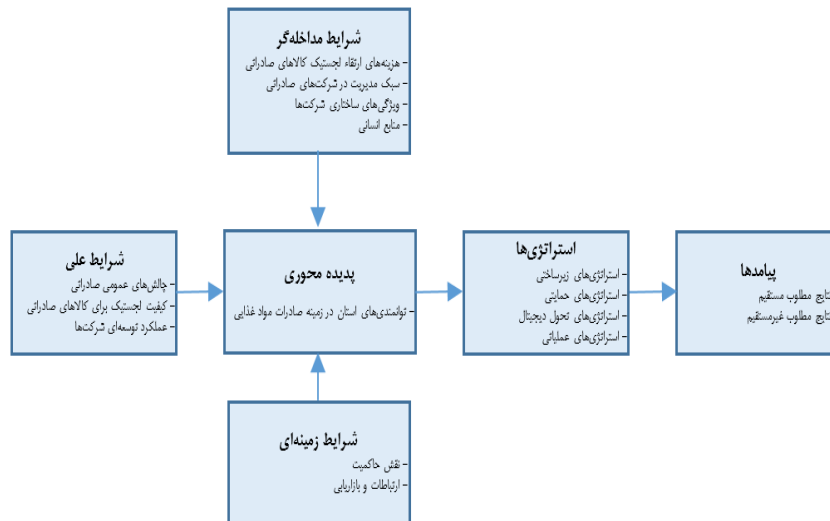 شرایط مداخله‌گر
- هزینه‌های ارتقاء لجستیک کالاهای صادراتی
- سبک مدیریت در شرکت‌های صادراتی
- ویژگی‌های ساختاری شرکت‌ها
- منابع انسانی
شرایط علی
- چالش‌های عمومی صادراتی
- کیفیت لجستیک برای کالاهای صادراتی
- عملکرد توسعه‌ای شرکت‌ها
پدیده محوری
- توانمندی‌های استان در زمینه صادرات مواد غذایی
استراتژی‌ها
- استراتژی‌های زیرساختی
- استراتژی‌های حمایتی
- استراتژی‌های تحول دیجیتال
- استراتژی‌های عملیاتی
پیامدها
نتایج مطلوب مستقیم
نتایج مطلوب غیرمستقیم
شرایط زمینه‌ای
- نقش حاکمیت
- ارتباطات و بازاریابی